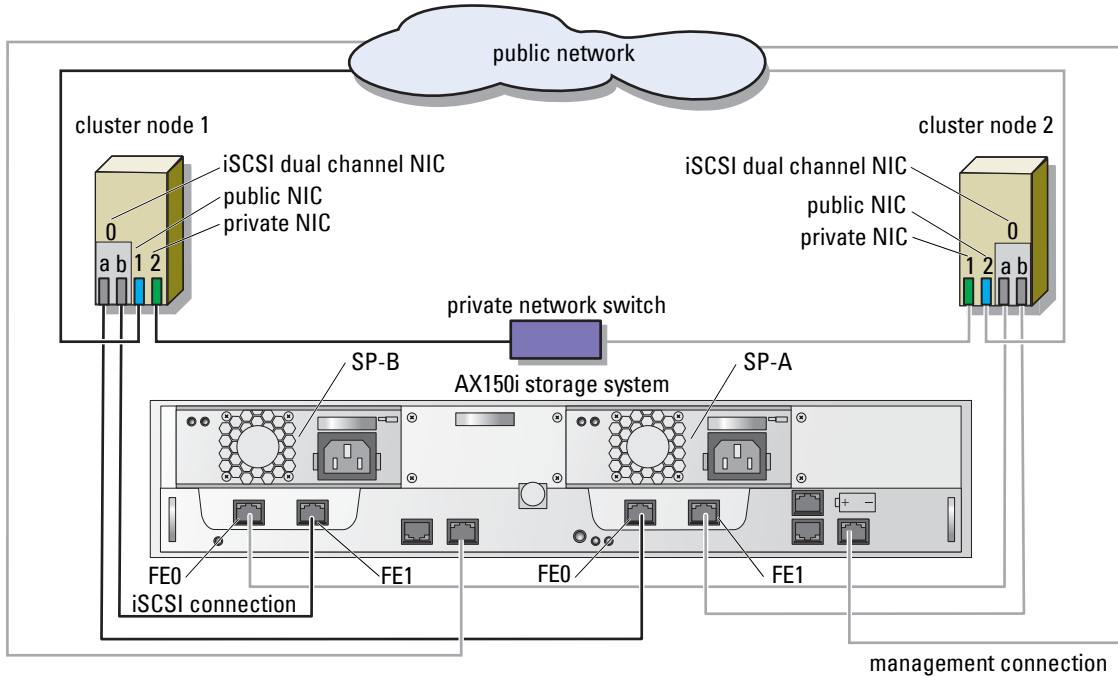 public network
cluster node 1
cluster node 2
iSCSI dual channel NIC
public NIC
private NIC
0
a b 1 2
iSCSI dual channel NIC
public NIC
private NIC
0
1 2 a b
private network switch
SP-B
SP-A
AX150i storage system
+ −
FE0
FE1
FE0
FE1
iSCSI connection
management connection